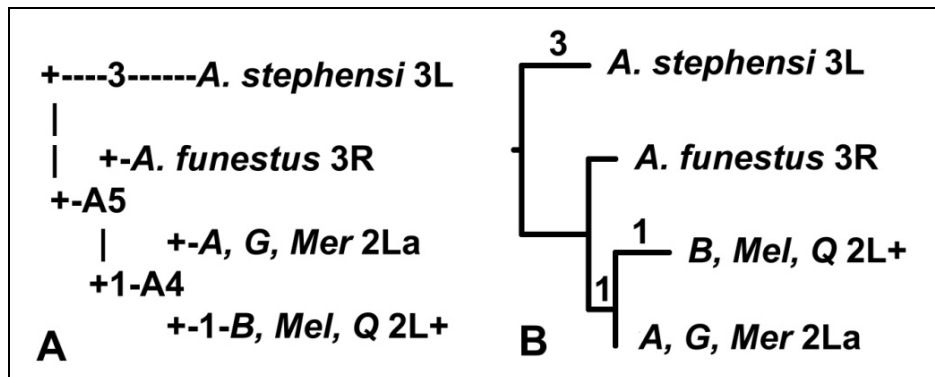 +----3------A. stephensi 3L
|
| +-A. funestus 3R
+-A5
| +-A, G, Mer 2La
+1-A4
+-1-B, Mel, Q 2L+
A
3
A. stephensi 3L
A. funestus 3R
1
B, Mel, Q 2L+
1
A, G, Mer 2La
B